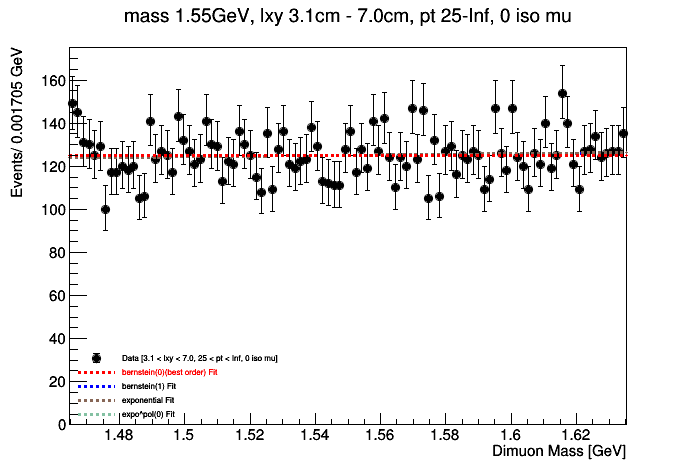 mass 1.55GeV, lxy 3.1cm - 7.0cm, pt 25-Inf, 0 iso mu
Events/ 0.001705 GeV
160
140
120
100
80
60
40
20
0
Data [3.1 < lxy < 7.0, 25 < pt < Inf, 0 iso mu]
bernstein(0)(best order) Fit
bernstein(1) Fit
exponential Fit
expo*pol(0) Fit
1.48 1.5 1.52 1.54 1.56 1.58 1.6 1.62
Dimuon Mass [GeV]